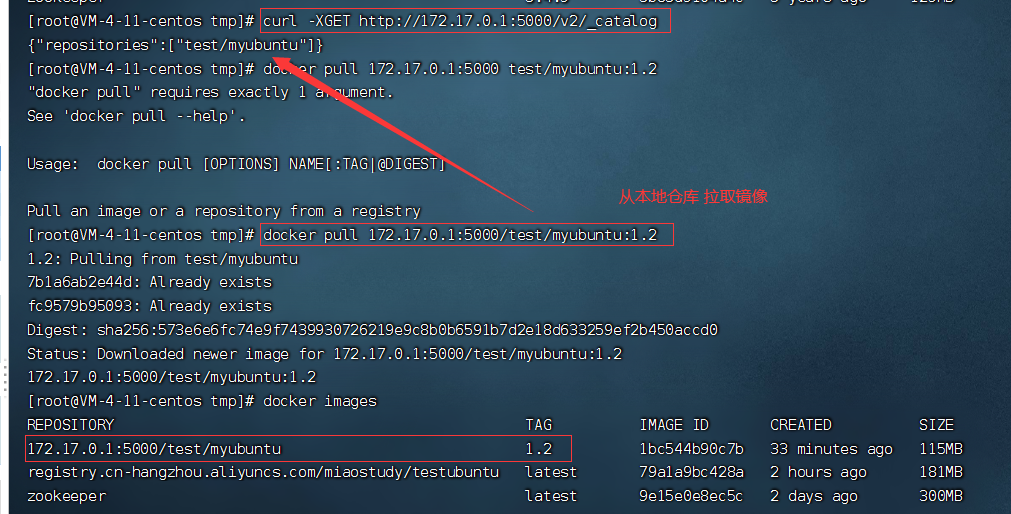 [root@VM-4-11-centos tmp]# curl -XGET http://172.17.0.1:5000/v2/_catalog
{"repositories":["test/myubuntu"]}
[root@VM-4-11-centos tmp]# docker pull 172.17.0.1:5000 test/myubuntu:1.2
"docker pull" requires exactly 1 argument.
See 'docker pull --help'.
Usage:  docker pull [OPTIONS] NAME[:TAG|@DIGEST]
从本地仓库 拉取镜像
Pull an image or a repository from a registry
[root@VM-4-11-centos tmp]# docker pull 172.17.0.1:5000/test/myubuntu:1.2
1.2: Pulling from test/myubuntu
7b1a6ab2e44d: Already exists
fc9579b95093: Already exists
Digest: sha256:573e6e6fc74e9f7439930726219e9c8b0b6591b7d2e18d633259ef2b450accd0
Status: Downloaded newer image for 172.17.0.1:5000/test/myubuntu:1.2
172.17.0.1:5000/test/myubuntu:1.2
[root@VM-4-11-centos tmp]# docker images
REPOSITORY TAG IMAGE ID CREATED SIZE
172.17.0.1:5000/test/myubuntu 1.2 1bc544b90c7b 33 minutes ago 115MB
registry.cn-hangzhou.aliyuncs.com/miaostudy/testubuntu latest 79a1a9bc428a 2 hours ago 181MB
zookeeper latest 9e15e0e8ec5c 2 days ago 300MB